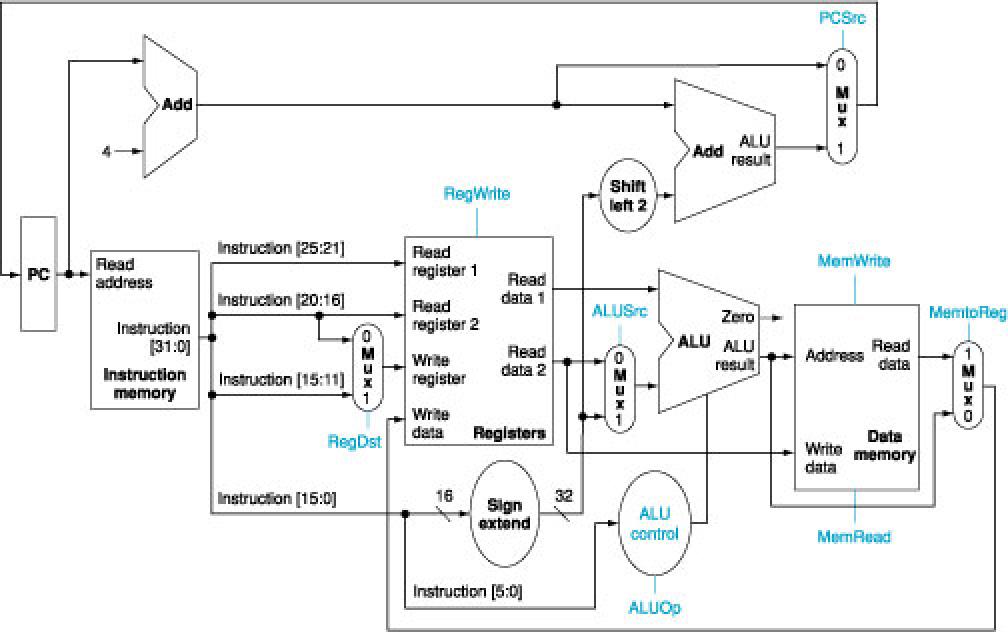 PCSrc
0
M
u
x
1
Add
4
Add
ALU
result
Shift
left 2
RegWrite
PC
Read
address
Instruction
[31:0]
Instruction
memory
Instruction [25:21]
Instruction [20:16]
Instruction [15:11]
Instruction [15:0]
0
M
u
x
1
RegDst
Read
register 1
Read
register 2
Write
register
Write
data
Read
data 1
Read
data 2
Registers
ALUSrc
0
M
u
x
1
Zero
ALU
ALU
result
MemWrite
Address
Read
data
Write
data
Data
memory
MemRead
MemtoReg
1
M
u
x
0
16
Sign
extend
32
ALU
control
Instruction [5:0]
ALUOp